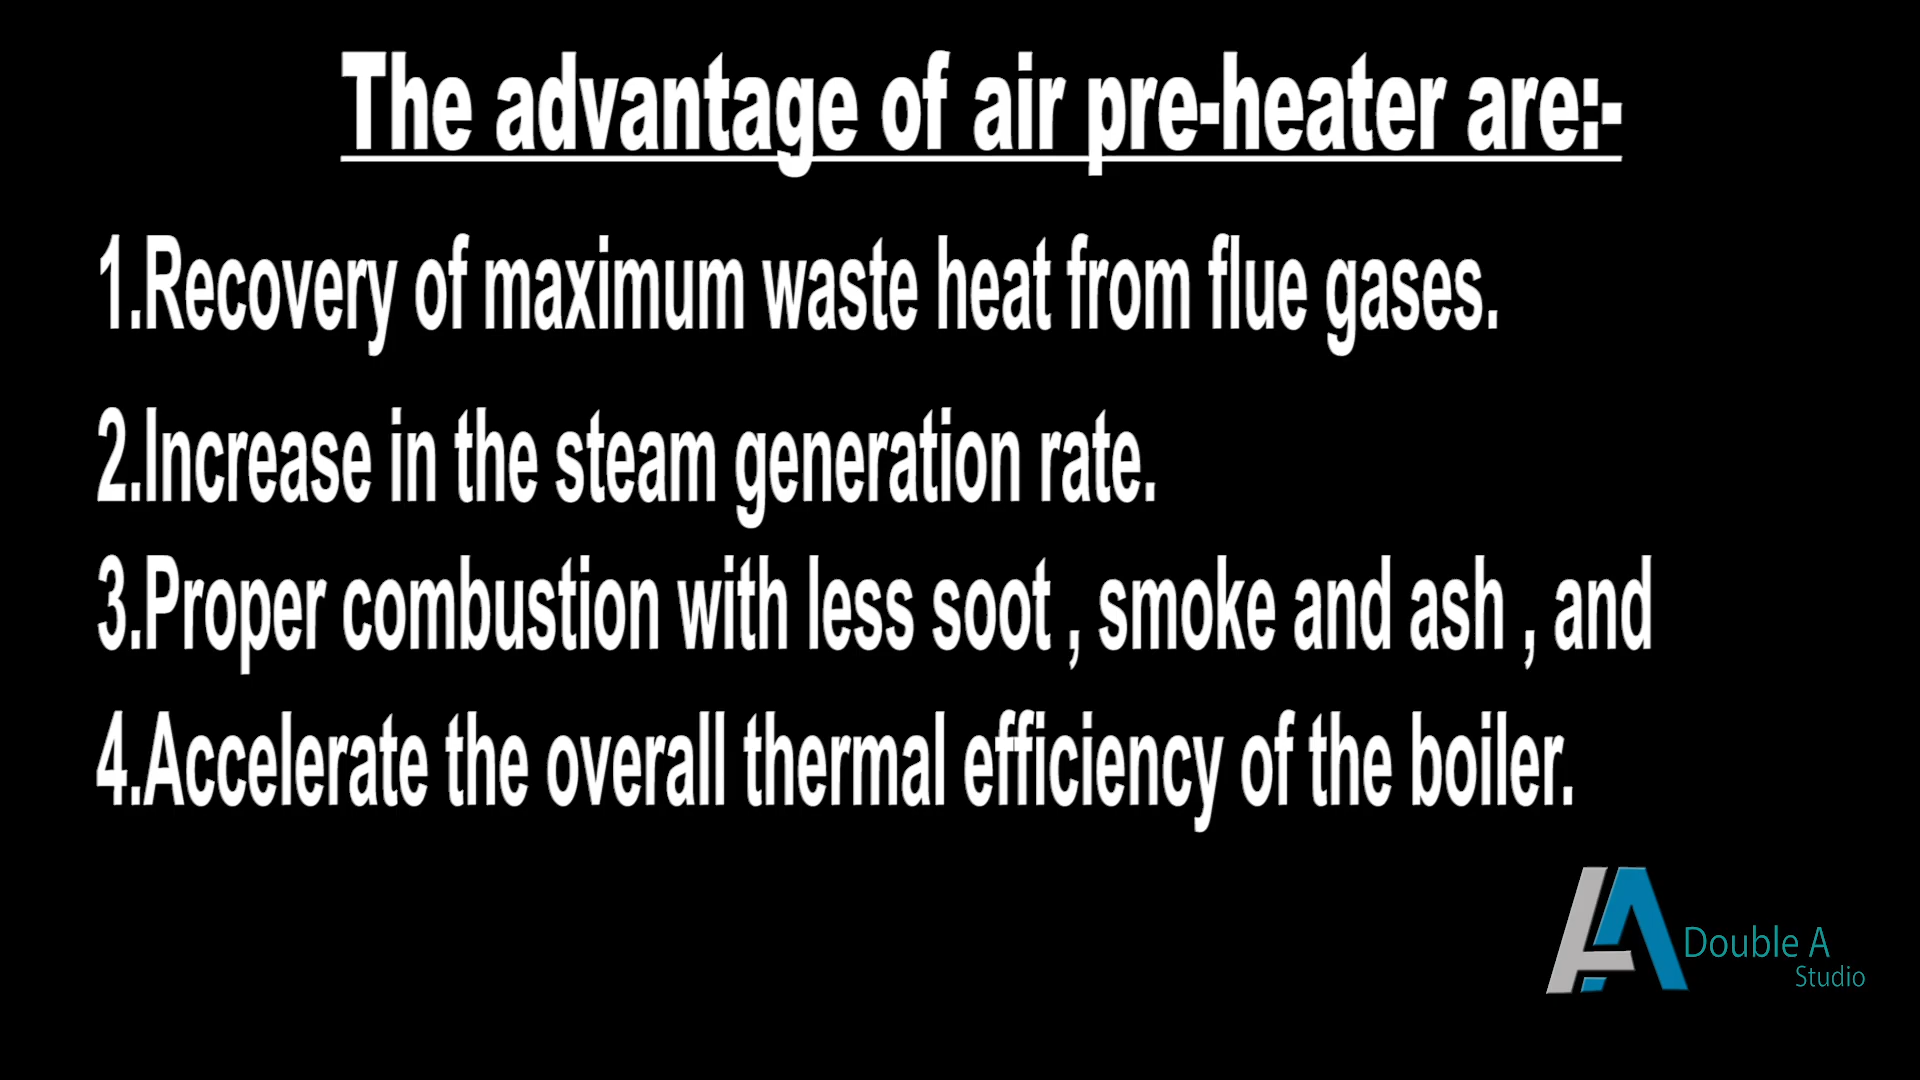 The advantage of air pre-heater are:-
1.Recovery of maximum waste heat from flue gases.
2.Increase in the steam generation rate.
3.Proper combustion with less soot , smoke and ash , and
4.Accelerate the overall thermal efficiency of the boiler.
Double A
Studio